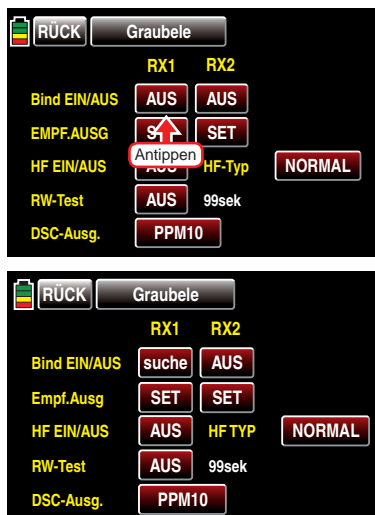 RÜCK Graubele
RX1 RX2
Bind EIN/AUS AUS AUS
EMPF.AUSG SET
Antippen
HF EIN/AUS AUS HF-Typ NORMAL
RW-Test AUS 99sek
DSC-Ausg. PPM10
RÜCK Graubele
RX1 RX2
Bind EIN/AUS suche AUS
Empf.Ausg SET SET
HF EIN/AUS AUS HF TYP NORMAL
RW-Test AUS 99sek
DSC-Ausg. PPM10